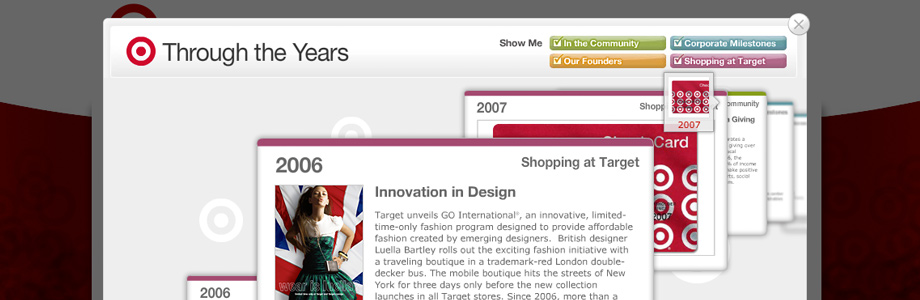 Through the Years
Show Me
In the Community
Corporate Milestones
Our Founders
Shopping at Target
2007
2007
2006
Shopping at Target
Innovation in Design
Target unveils GO International®, an innovative, limited-
time-only fashion program designed to provide affordable
fashion created by emerging designers. British designer
Luella Bartley rolls out the exciting fashion initiative with
a traveling boutique in a trademark-red London double-
decker bus. The mobile boutique hits the streets of New
York for three days only before the new collection
launches in all Target stores. Since 2006, more than a
2006